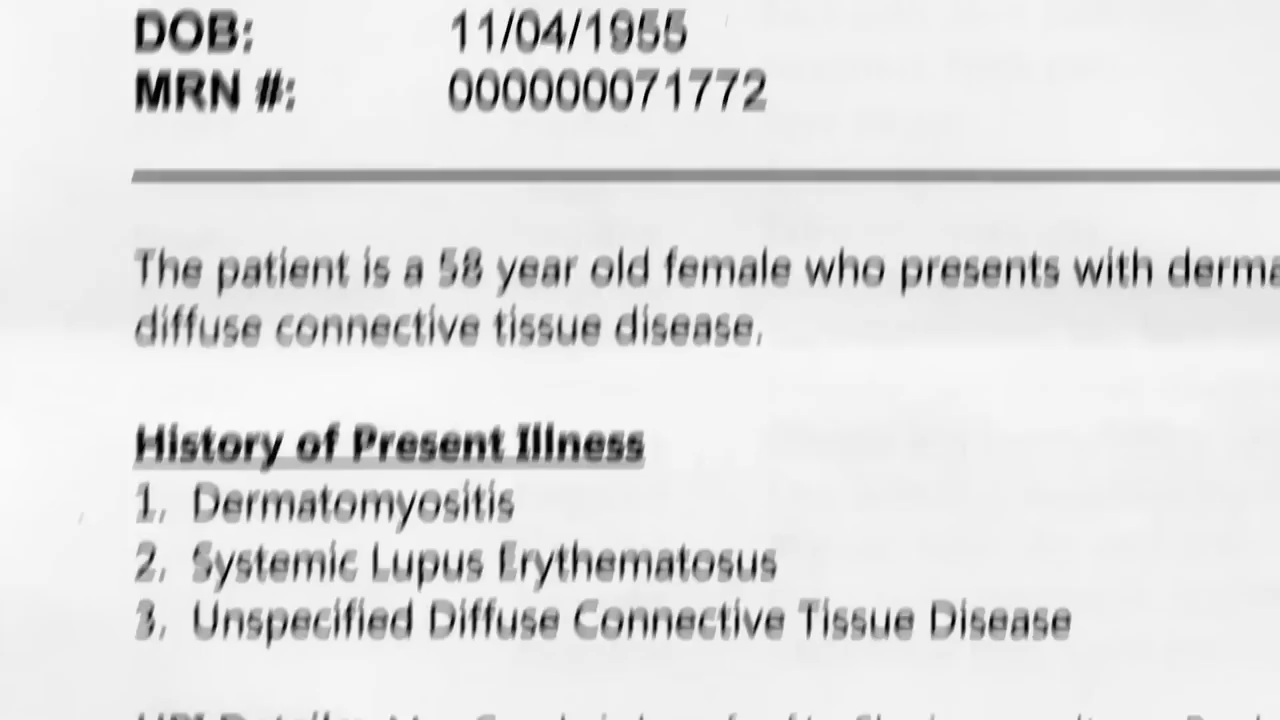 DOB: 11/04/1955
MRN #: 000000071772
The patient is a 58 year old female who presents with
diffuse connective tissue disease.
History of Present Illness
1. Dermatomyositis
2. Systemic Lupus Erythematosus
3. Unspecified Diffuse Connective Tissue Disease